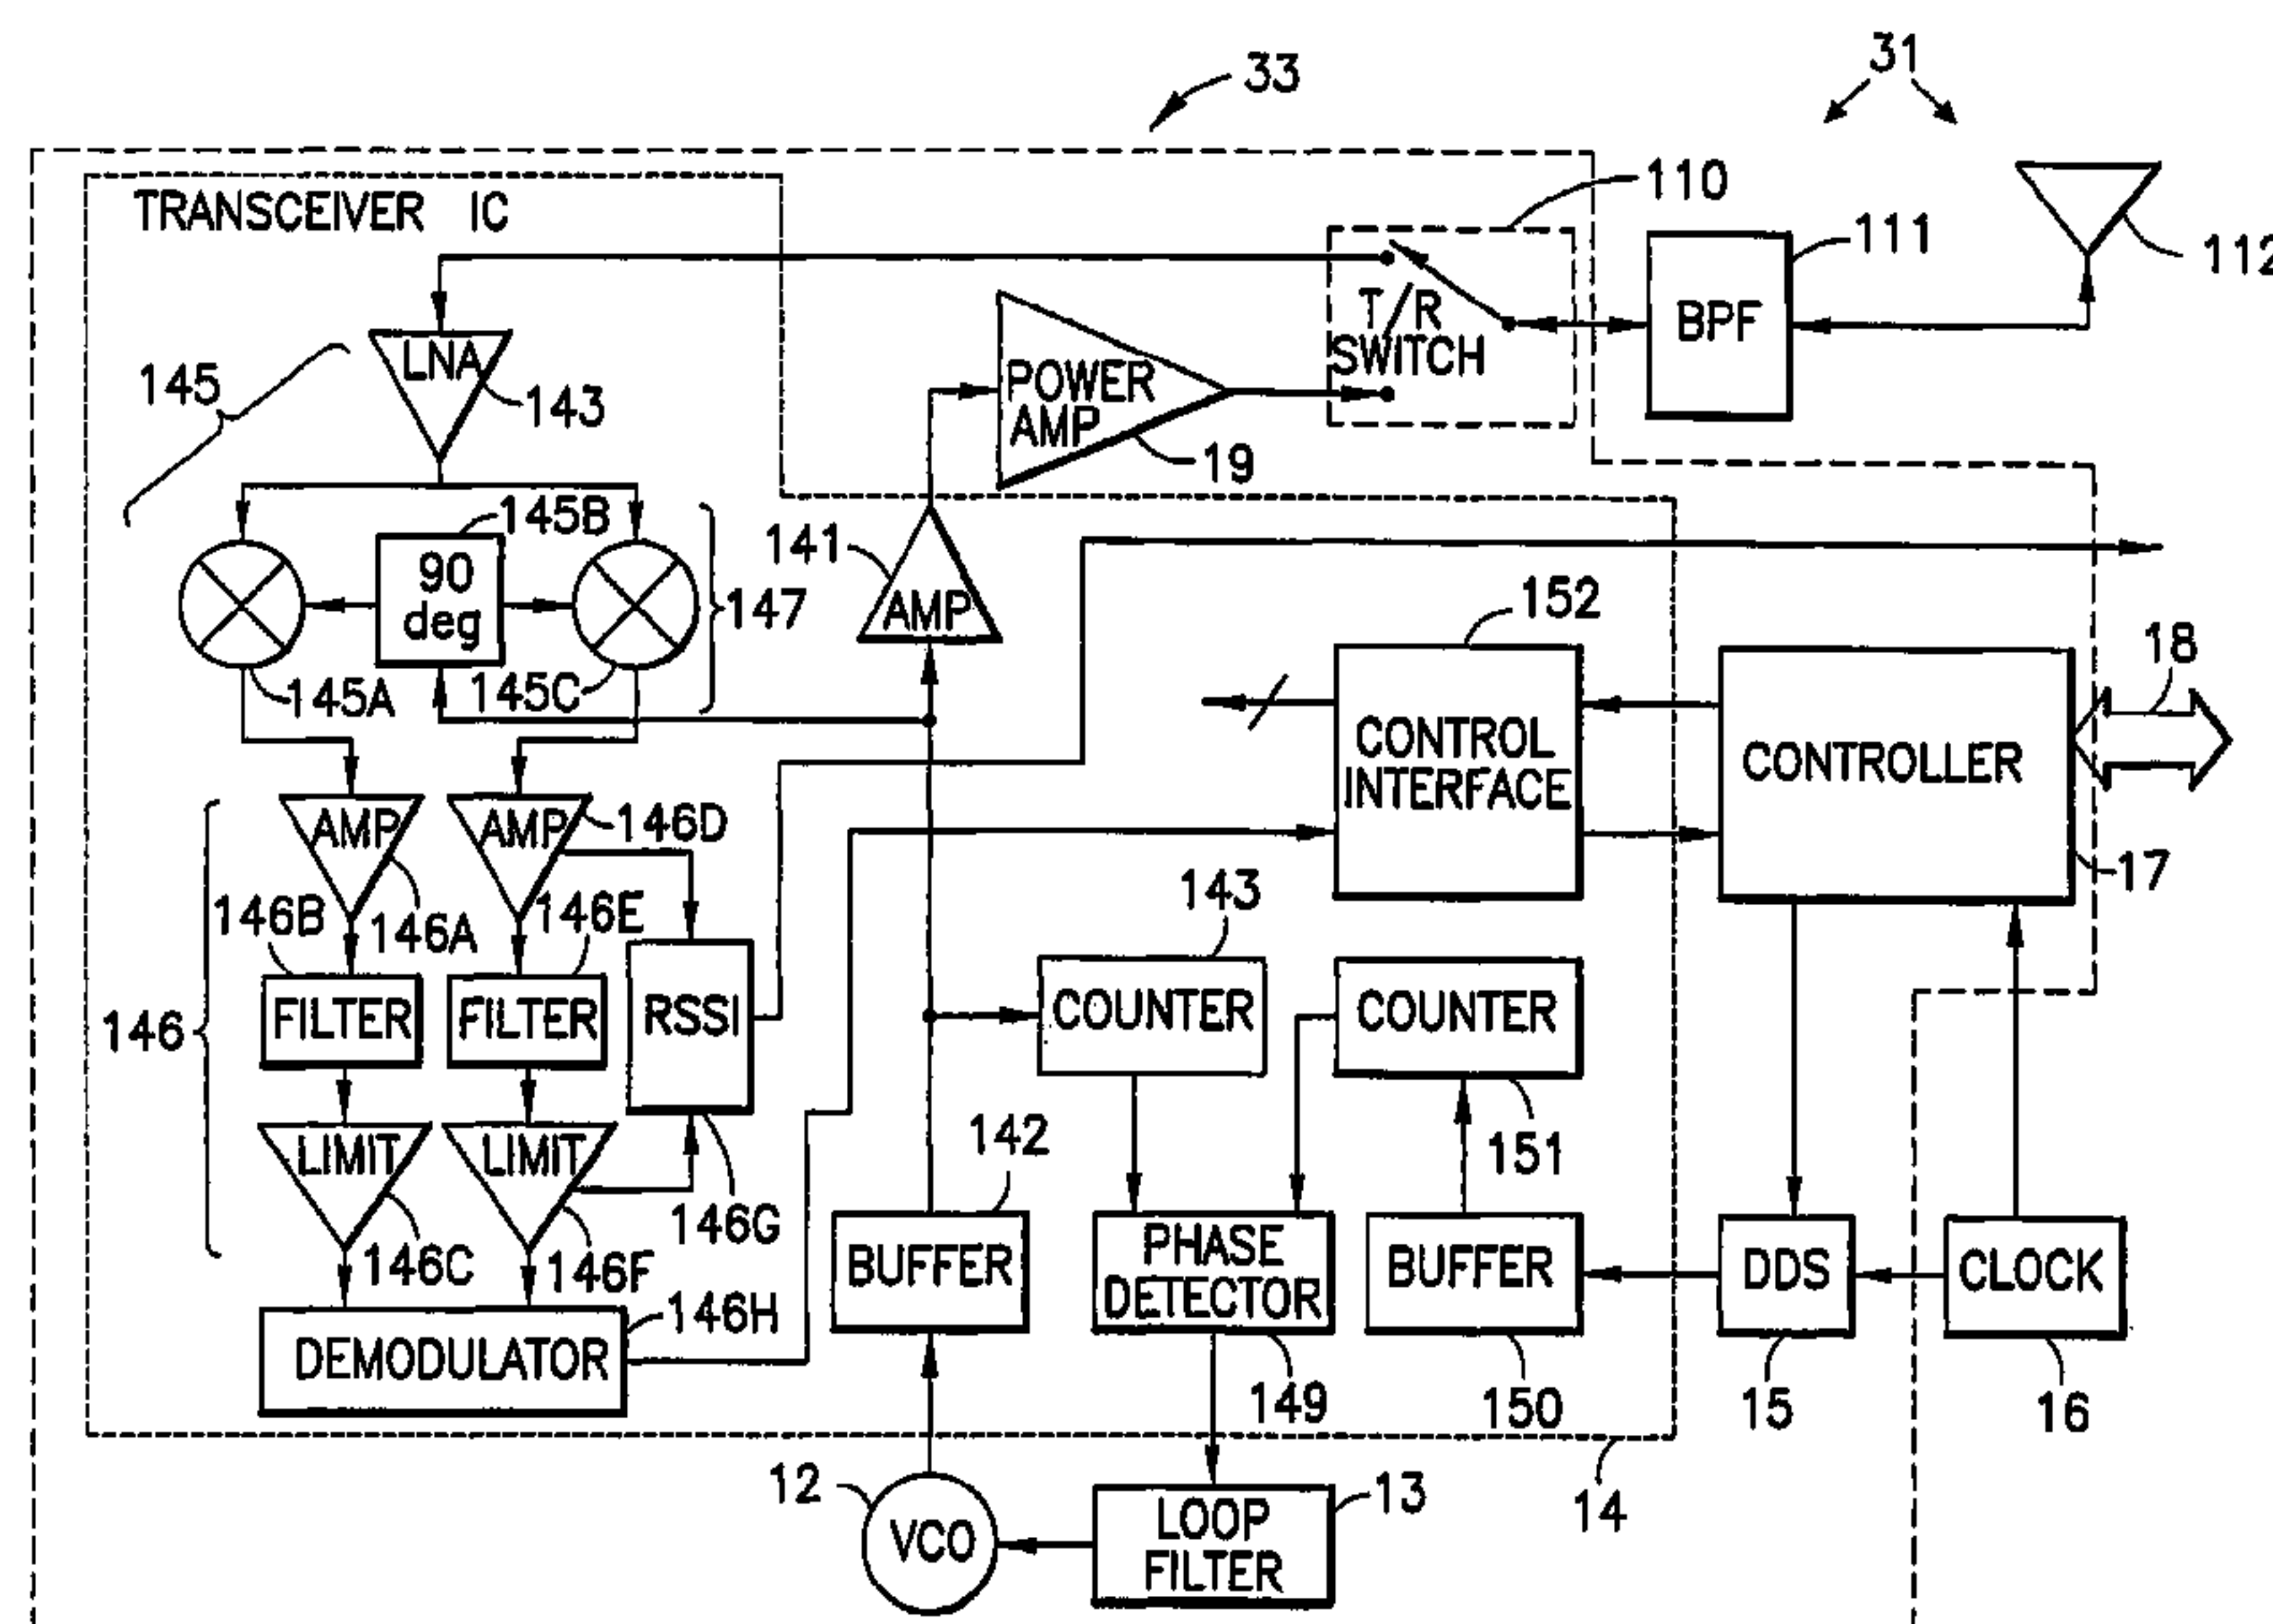 33
31
TRANSCEIVER IC
110
111
112
T/R
SWITCH
BPF
LNA
143
145
POWER
AMP
19
145B
90
deg
141
AMP
147
145A
145C
152
18
CONTROL
INTERFACE
CONTROLLER
17
AMP
AMP
146D
146B
146A
146E
143
146
FILTER
FILTER
RSSI
COUNTER
COUNTER
LIMIT
LIMIT
142
151
146G
146C
146F
BUFFER
PHASE
DETECTOR
BUFFER
DDS
CLOCK
146H
DEMODULATOR
149
150
15
16
12
VCO
LOOP
FILTER
13
14